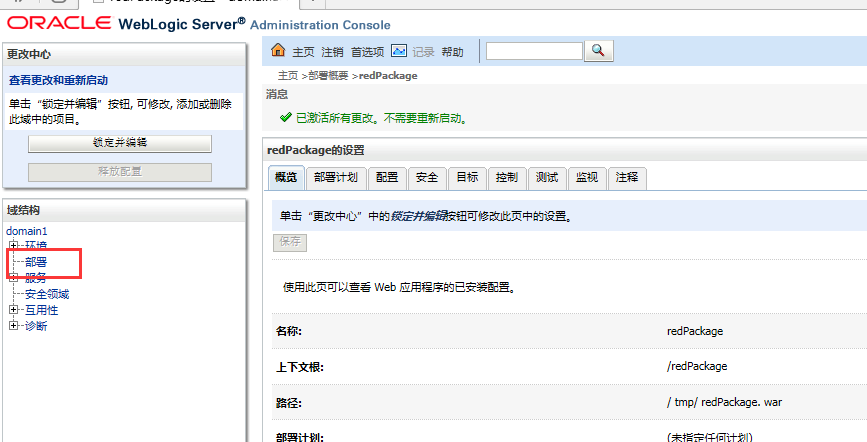 ORACLE WebLogic Server® Administration Console
更改中心
查看更改和重新启动
单击“锁定并编辑”按钮, 可修改, 添加或删除
此域中的项目。
锁定并编辑
释放配置
域结构
domain1
环境
部署
服务
安全领域
互用性
诊断
主页 注销 首选项 记录 帮助
主页 >部署概要 >redPackage
消息
已激活所有更改。不需要重新启动。
redPackage的设置
概览 部署计划 配置 安全 目标 控制 测试 监视 注释
单击“更改中心”中的锁定并编辑按钮可修改此页中的设置。
保存
使用此页可以查看 Web 应用程序的已安装配置。
名称: redPackage
上下文根: /redPackage
路径: / tmp/ redPackage. war
部署计划: (未指定任何计划)